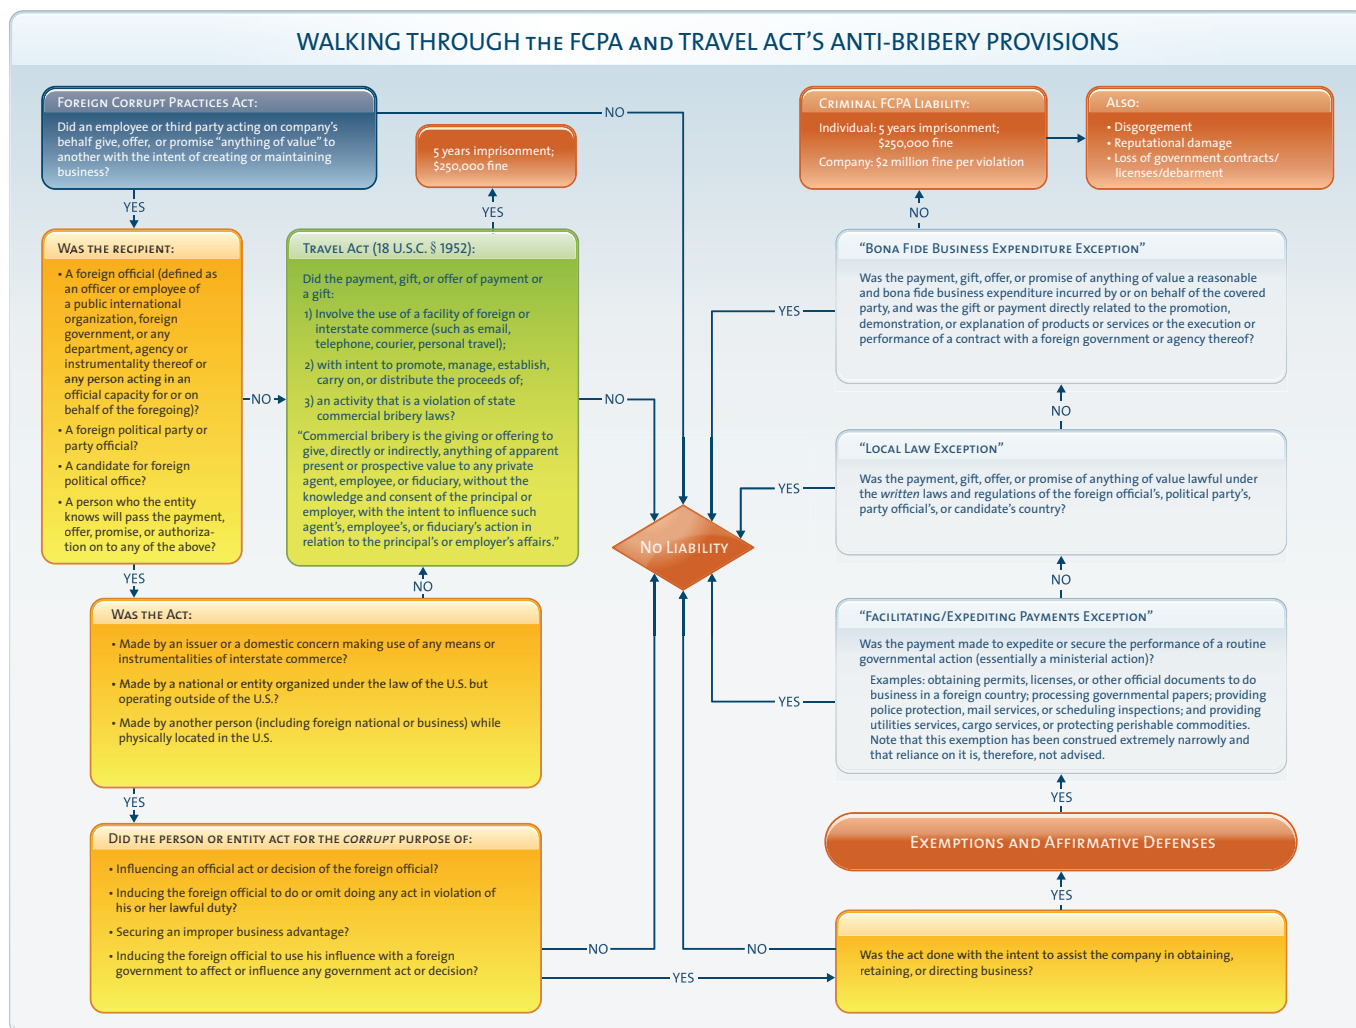 WALKING THROUGH THE FCPA AND TRAVEL ACT'S ANTI-BRIBERY PROVISIONS
FOREIGN CORRUPT PRACTICES ACT:
Did an employee or third party acting on company's
behalf give, offer, or promise "anything of value" to
another with the intent of creating or maintaining
business?
NO
YES
5 years imprisonment;
$250,000 fine
YES
CRIMINAL FCPA LIABILITY:
Individual: 5 years imprisonment;
$250,000 fine
Company: $2 million fine per violation
ALSO:
• Disgorgement
• Reputational damage
• Loss of government contracts/
licenses/debarment
NO
WAS THE RECIPIENT:
• A foreign official (defined as
an officer or employee of
a public international
organization, foreign
government, or any
department, agency or
instrumentality thereof or
any person acting in an
official capacity for or on
behalf of the foregoing)?
• A foreign political party or
party official?
• A candidate for foreign
political office?
• A person who the entity
knows will pass the payment,
offer, promise, or authoriza-
tion on to any of the above?
NO
YES
TRAVEL ACT (18 U.S.C. § 1952):
Did the payment, gift, or offer of payment or
a gift:
1) Involve the use of a facility of foreign or
interstate commerce (such as email,
telephone, courier, personal travel);
2) with intent to promote, manage, establish,
carry on, or distribute the proceeds of;
3) an activity that is a violation of state
commercial bribery laws?
"Commercial bribery is the giving or offering to
give, directly or indirectly, anything of apparent
present or prospective value to any private
agent, employee, or fiduciary, without the
knowledge and consent of the principal or
employer, with the intent to influence such
agent's, employee's, or fiduciary's action in
relation to the principal's or employer's affairs."
NO
NO
WAS THE ACT:
• Made by an issuer or a domestic concern making use of any means or
instrumentalities of interstate commerce?
• Made by a national or entity organized under the law of the U.S. but
operating outside of the U.S.?
• Made by another person (including foreign national or business) while
physically located in the U.S.
YES
DID THE PERSON OR ENTITY ACT FOR THE CORRUPT PURPOSE OF:
• Influencing an official act or decision of the foreign official?
• Inducing the foreign official to do or omit doing any act in violation of
his or her lawful duty?
• Securing an improper business advantage?
• Inducing the foreign official to use his influence with a foreign
government to affect or influence any government act or decision?
NO
YES
NO LIABILITY
"BONA FIDE BUSINESS EXPENDITURE EXCEPTION"
Was the payment, gift, offer, or promise of anything of value a reasonable
and bona fide business expenditure incurred by or on behalf of the covered
party, and was the gift or payment directly related to the promotion,
demonstration, or explanation of products or services or the execution or
performance of a contract with a foreign government or agency thereof?
YES
NO
"LOCAL LAW EXCEPTION"
Was the payment, gift, offer, or promise of anything of value lawful under
the written laws and regulations of the foreign official's, political party's,
party official's, or candidate's country?
YES
NO
"FACILITATING/EXPEDITING PAYMENTS EXCEPTION"
Was the payment made to expedite or secure the performance of a routine
governmental action (essentially a ministerial action)?
Examples: obtaining permits, licenses, or other official documents to do
business in a foreign country; processing governmental papers; providing
police protection, mail services, or scheduling inspections; and providing
utilities services, cargo services, or protecting perishable commodities.
Note that this exemption has been construed extremely narrowly and
that reliance on it is, therefore, not advised.
YES
YES
EXEMPTIONS AND AFFIRMATIVE DEFENSES
YES
Was the act done with the intent to assist the company in obtaining,
retaining, or directing business?
NO